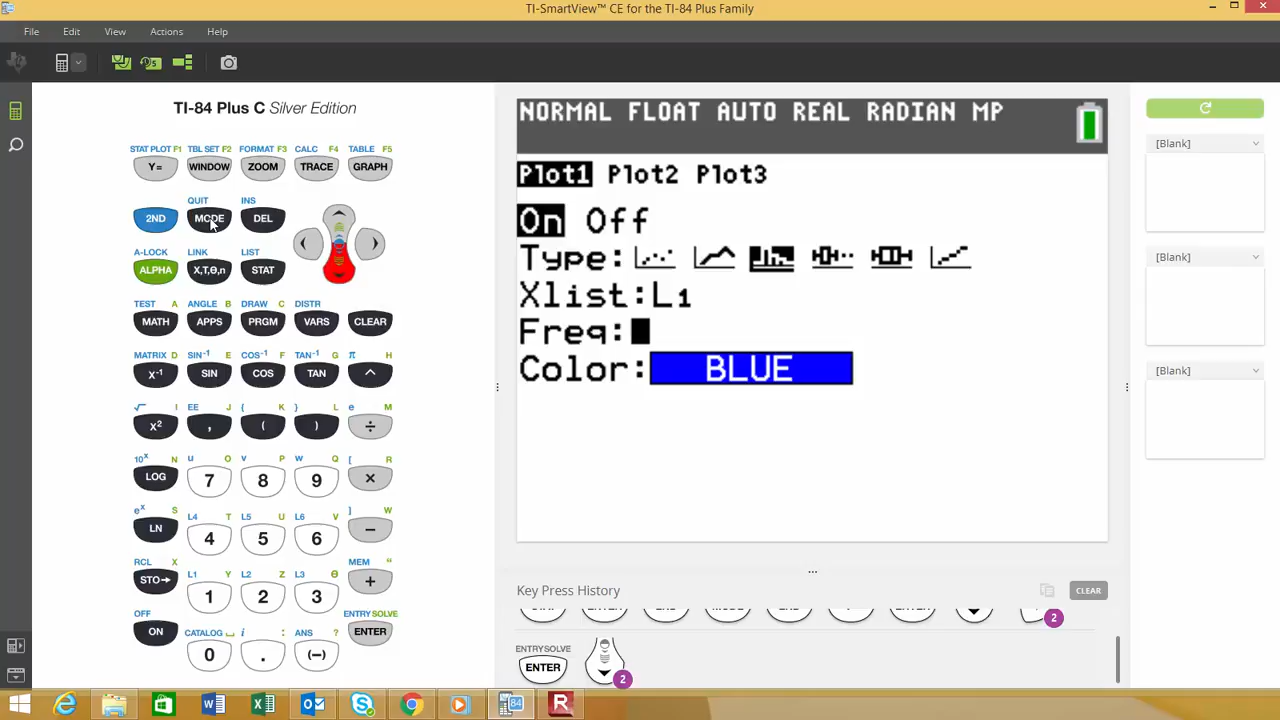 TI-SmartView™ CE for the TI-84 Plus Family
File Edit View Actions Help
TI-84 Plus C Silver Edition
STAT PLOT F1 TBL SET F2 FORMAT F3 CALC F4 TABLE F5
Y= WINDOW ZOOM TRACE GRAPH
QUIT INS
2ND MODE DEL
A-LOCK LINK LIST
ALPHA X,T,Θ,n STAT
TEST A ANGLE B DRAW C DISTR
MATH APPS PRGM VARS CLEAR
MATRIX D SIN⁻¹ E COS⁻¹ F TAN⁻¹ G π H
x⁻¹ SIN COS TAN ^
√ I EE J { K } L e M
x² , ( ) ÷
10ˣ N u O v P w Q [ R
LOG 7 8 9 ×
eˣ S L4 T L5 U L6 V ] W
LN 4 5 6 −
RCL X L1 Y L2 Z L3 Θ MEM “
STO→ 1 2 3 +
OFF CATALOG ␣ i : ANS ? ENTRY SOLVE
ON 0 . (−) ENTER
NORMAL FLOAT AUTO REAL RADIAN MP
Plot1 Plot2 Plot3
On Off
Type:
Xlist:L1
Freq:
Color: BLUE
Key Press History
CLEAR
2
ENTRY SOLVE
ENTER
2
[Blank]
[Blank]
[Blank]
84